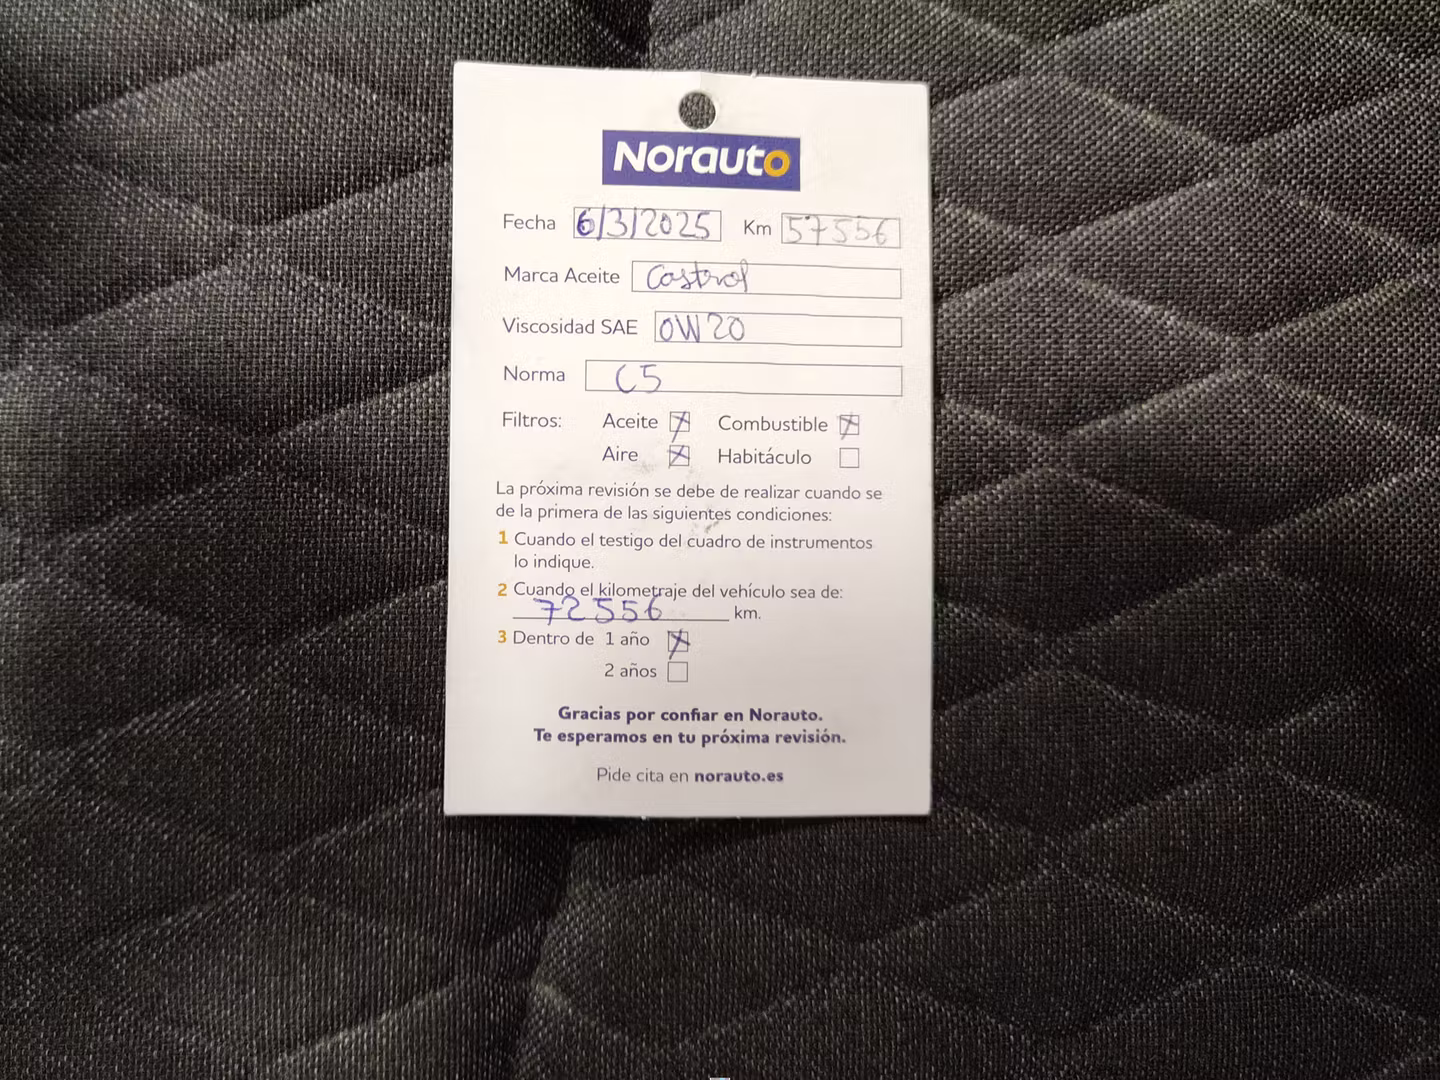 Norauto
Fecha 6/3/2025 Km 57556
Marca Aceite Castrol
Viscosidad SAE 0W20
Norma C5
Filtros: Aceite X Combustible X
Aire X Habitáculo
La próxima revisión se debe de realizar cuando se
de la primera de las siguientes condiciones:
1 Cuando el testigo del cuadro de instrumentos
lo indique.
2 Cuando el kilometraje del vehículo sea de:
72556 km.
3 Dentro de 1 año X
2 años
Gracias por confiar en Norauto.
Te esperamos en tu próxima revisión.
Pide cita en norauto.es